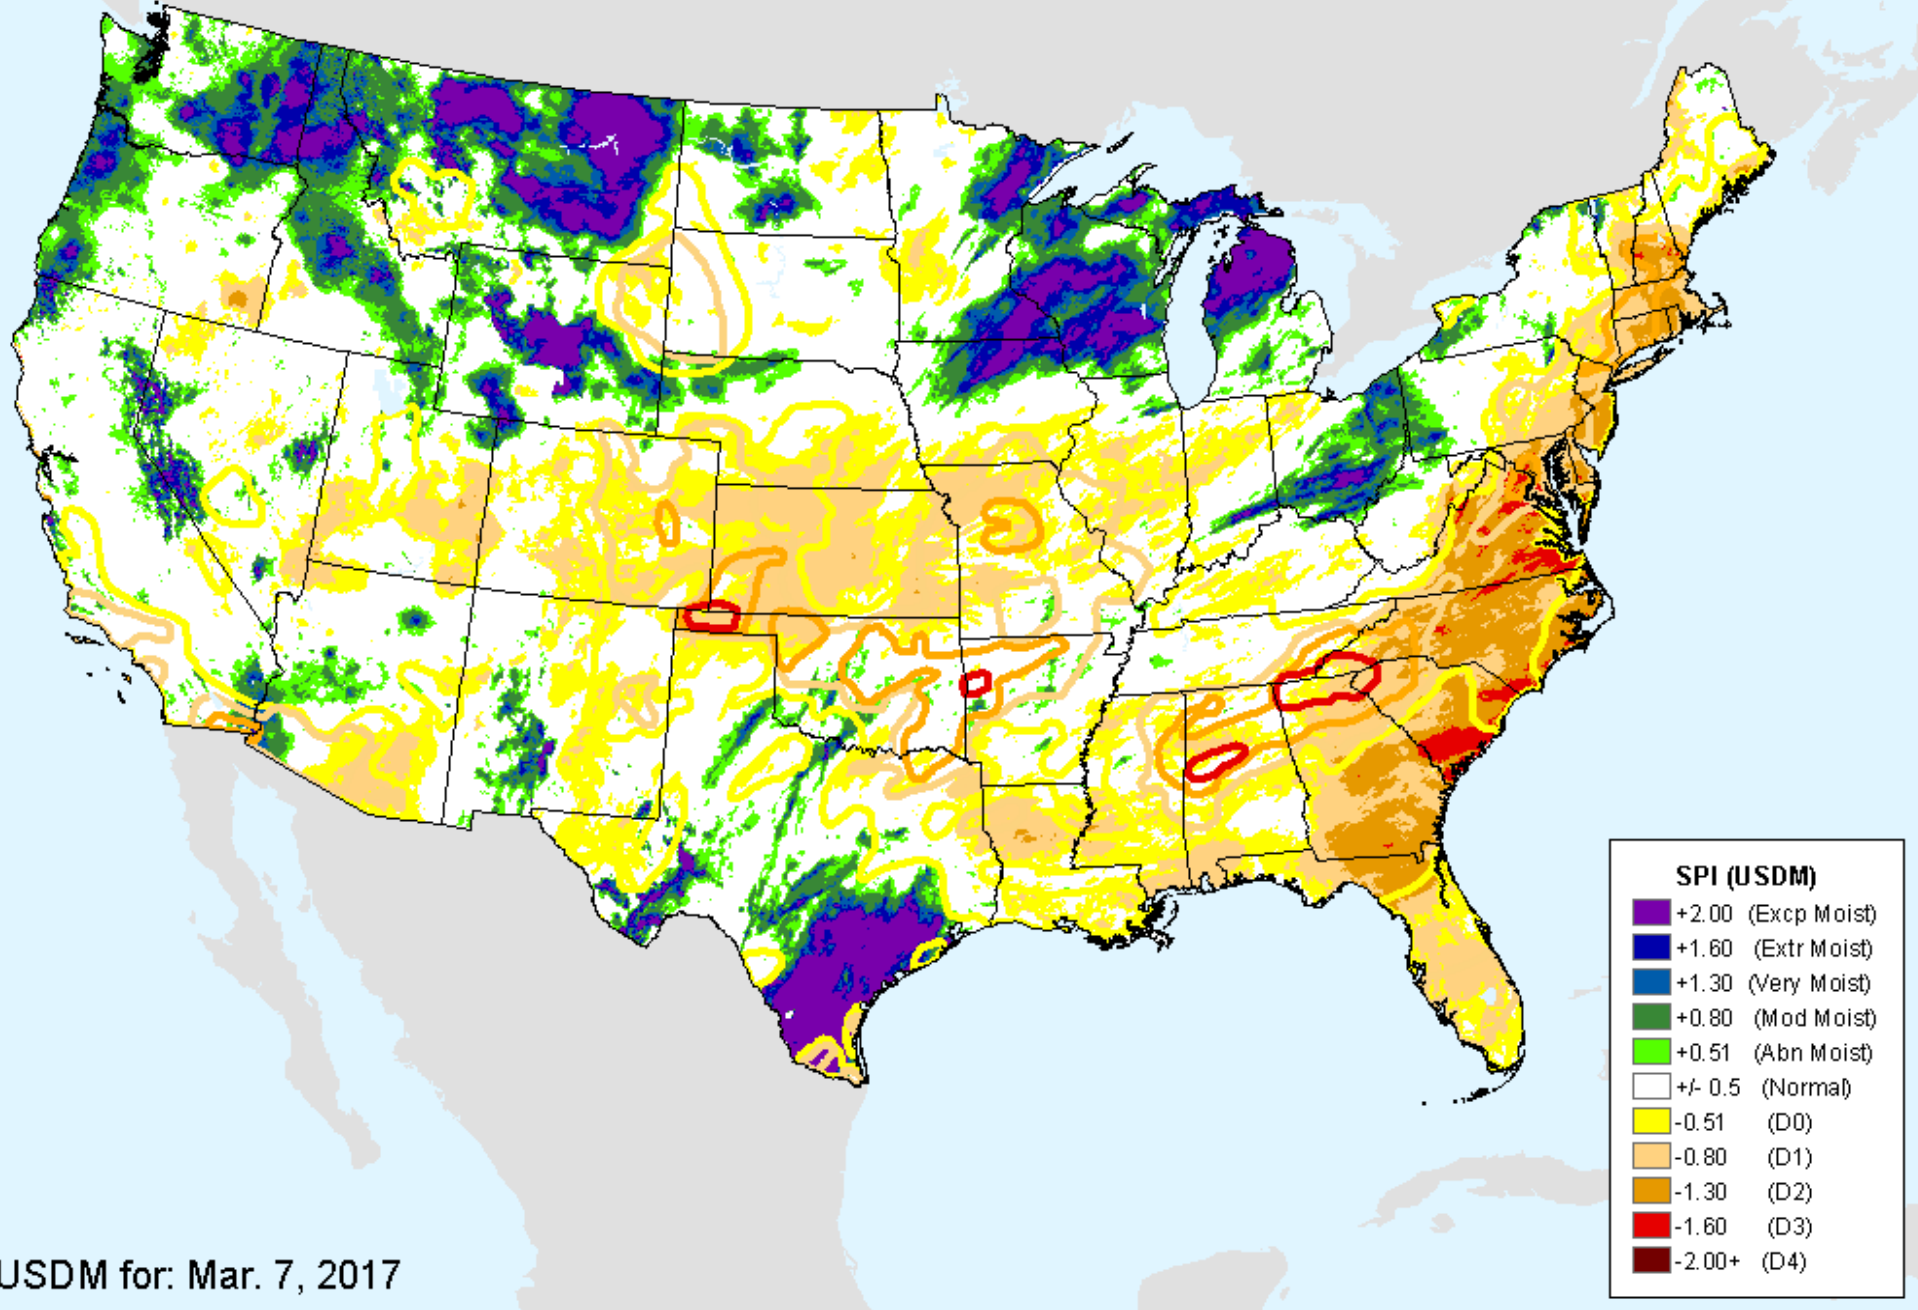 SPI (USDM)
+2.00 (Excp Moist)
+1.60 (Extr Moist)
+1.30 (Very Moist)
+0.80 (Mod Moist)
+0.51 (Abn Moist)
+/- 0.5 (Normal)
-0.51 (D0)
-0.80 (D1)
-1.30 (D2)
-1.60 (D3)
-2.00+ (D4)
USDM for: Mar. 7, 2017